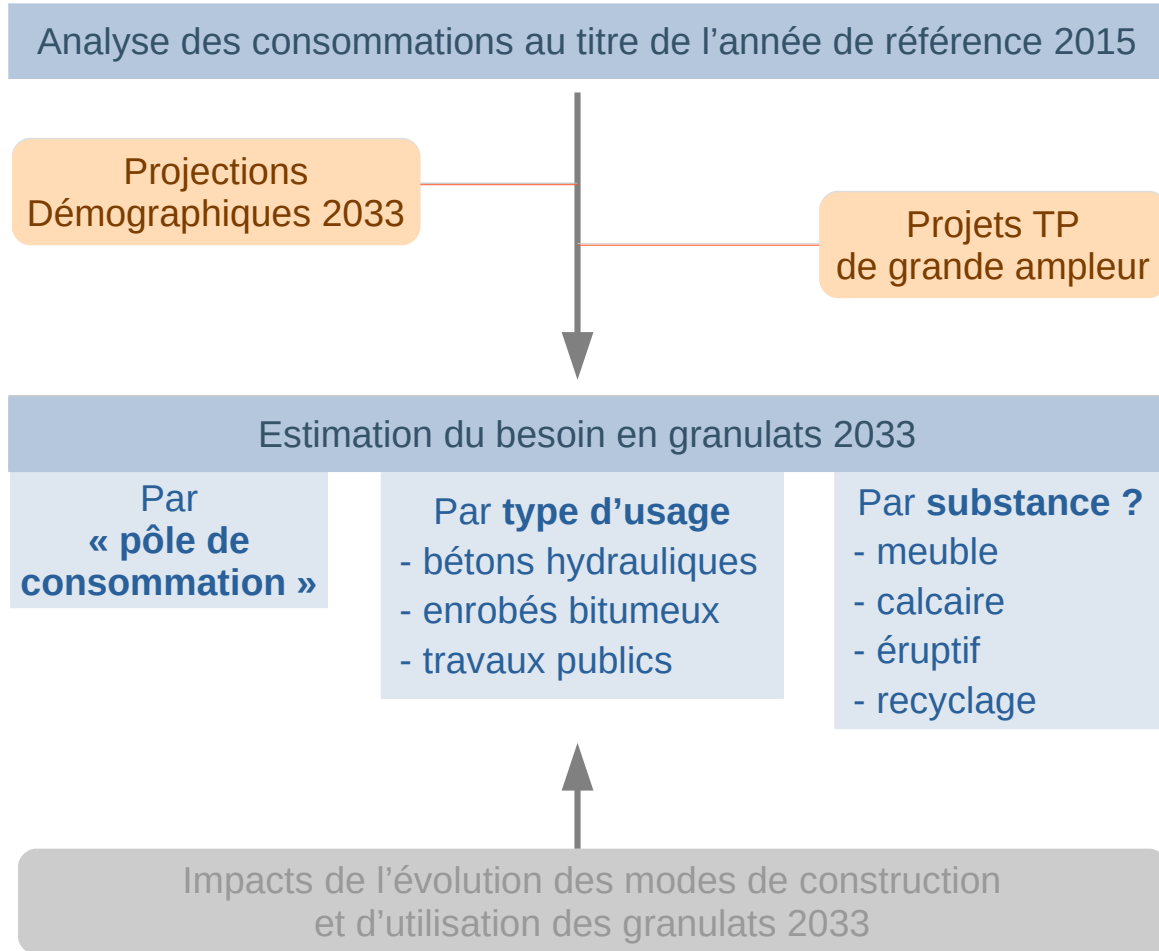 Analyse des consommations au titre de l’année de référence 2015
Projections
Démographiques 2033
Projets TP
de grande ampleur
Estimation du besoin en granulats 2033
Par
« pôle de
consommation »
Par type d’usage
- bétons hydrauliques
- enrobés bitumeux
- travaux publics
Par substance ?
- meuble
- calcaire
- éruptif
- recyclage
Impacts de l’évolution des modes de construction
et d’utilisation des granulats 2033